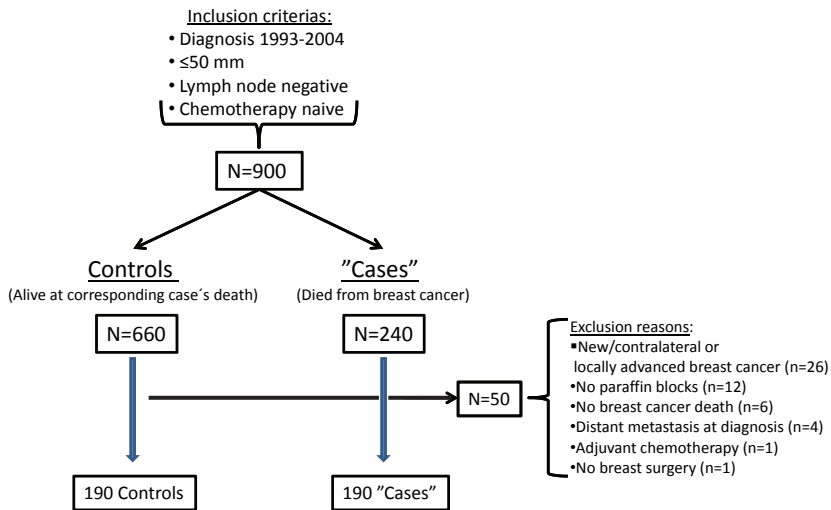 Inclusion criterias:
• Diagnosis 1993-2004
• ≤50 mm
• Lymph node negative
• Chemotherapy naive
N=900
Controls
(Alive at corresponding case´s death)
N=660
”Cases”
(Died from breast cancer)
N=240
N=50
Exclusion reasons:
▪New/contralateral or
locally advanced breast cancer (n=26)
•No paraffin blocks (n=12)
•No breast cancer death (n=6)
•Distant metastasis at diagnosis (n=4)
•Adjuvant chemotherapy (n=1)
•No breast surgery (n=1)
190 Controls
190 ”Cases”